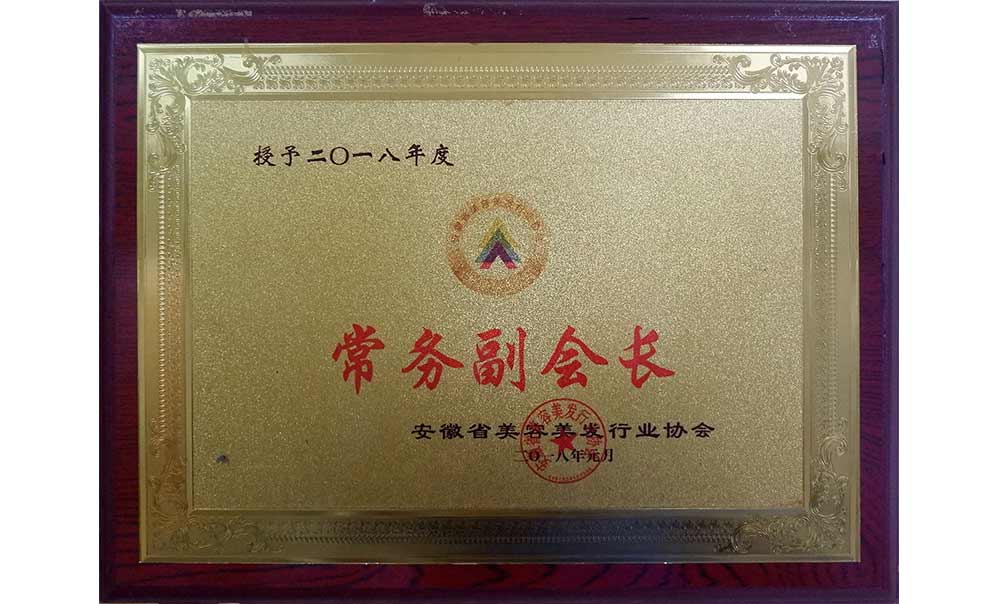 授予二〇一八年度
常务副会长
安徽省美容美发行业协会
二〇一八年元月